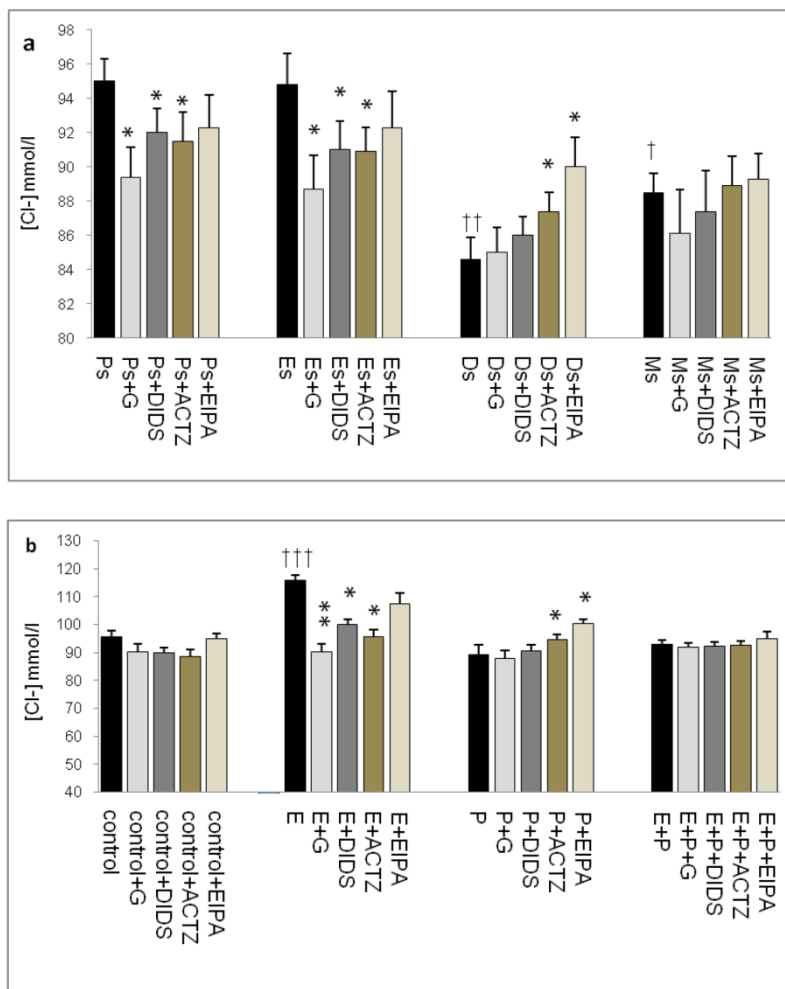 a
98
96
94
92
90
88
86
84
82
80
[Cl-] mmol/l
* * *
* * *
†† * *
†
Ps
Ps+G
Ps+DIDS
Ps+ACTZ
Ps+EIPA
Es
Es+G
Es+DIDS
Es+ACTZ
Es+EIPA
Ds
Ds+G
Ds+DIDS
Ds+ACTZ
Ds+EIPA
Ms
Ms+G
Ms+DIDS
Ms+ACTZ
Ms+EIPA
b
130
120
110
100
90
80
70
60
50
40
[Cl-] mmol/l
††† ** * *
* *
control
control+G
control+DIDS
control+ACTZ
control+EIPA
E
E+G
E+DIDS
E+ACTZ
E+EIPA
P
P+G
P+DIDS
P+ACTZ
P+EIPA
E+P
E+P+G
E+P+DIDS
E+P+ACTZ
E+P+EIPA